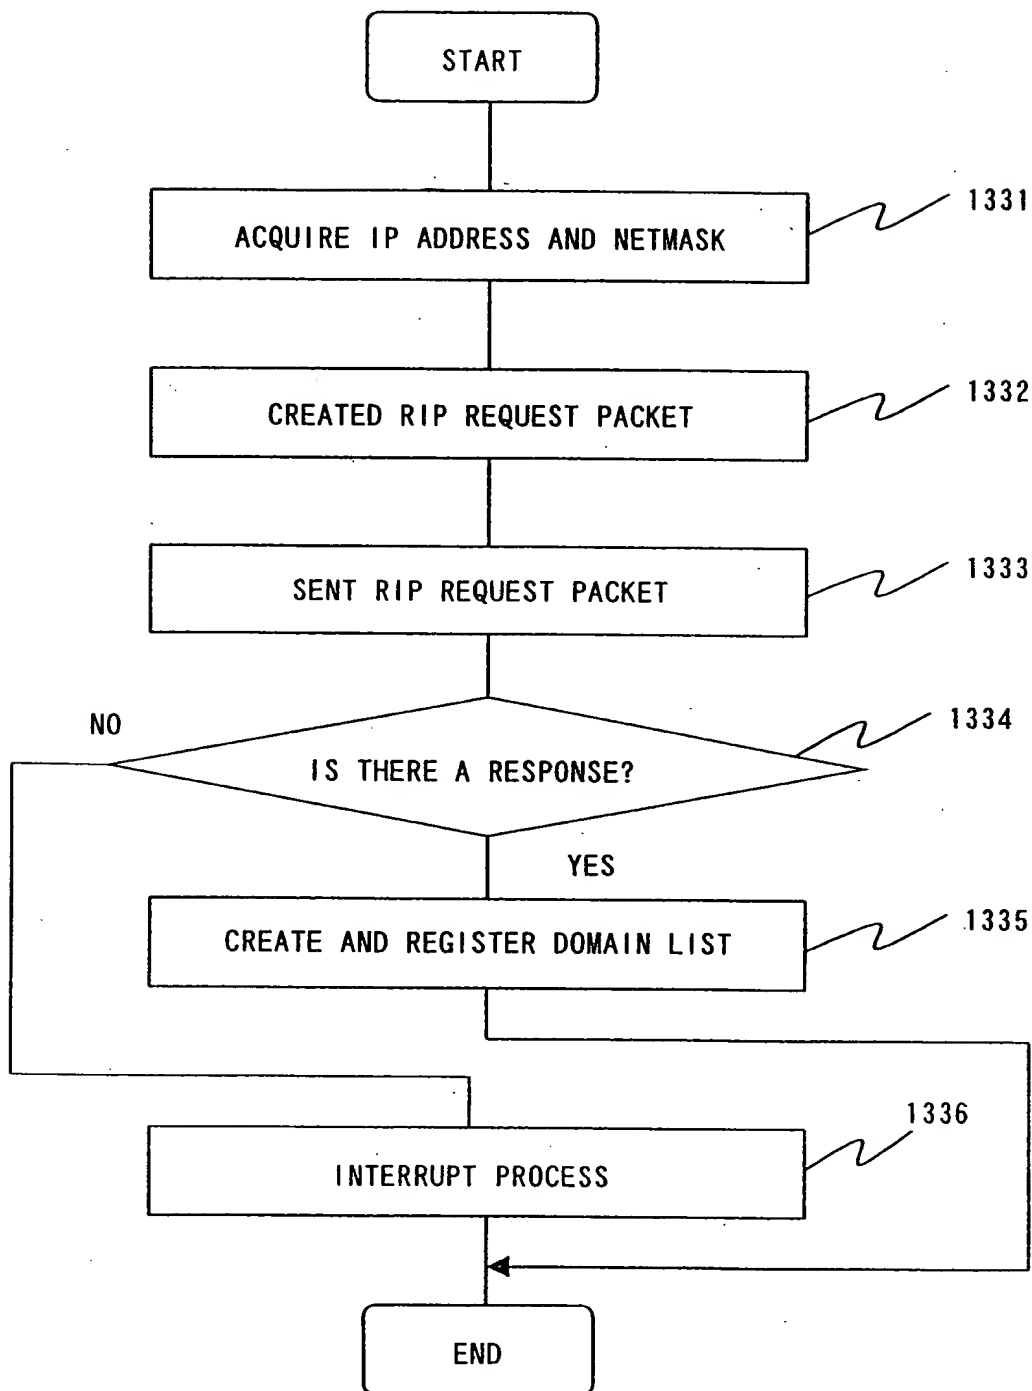 START
ACQUIRE IP ADDRESS AND NETMASK
1331
CREATED RIP REQUEST PACKET
1332
SENT RIP REQUEST PACKET
1333
NO
IS THERE A RESPONSE?
1334
YES
CREATE AND REGISTER DOMAIN LIST
1335
INTERRUPT PROCESS
1336
END